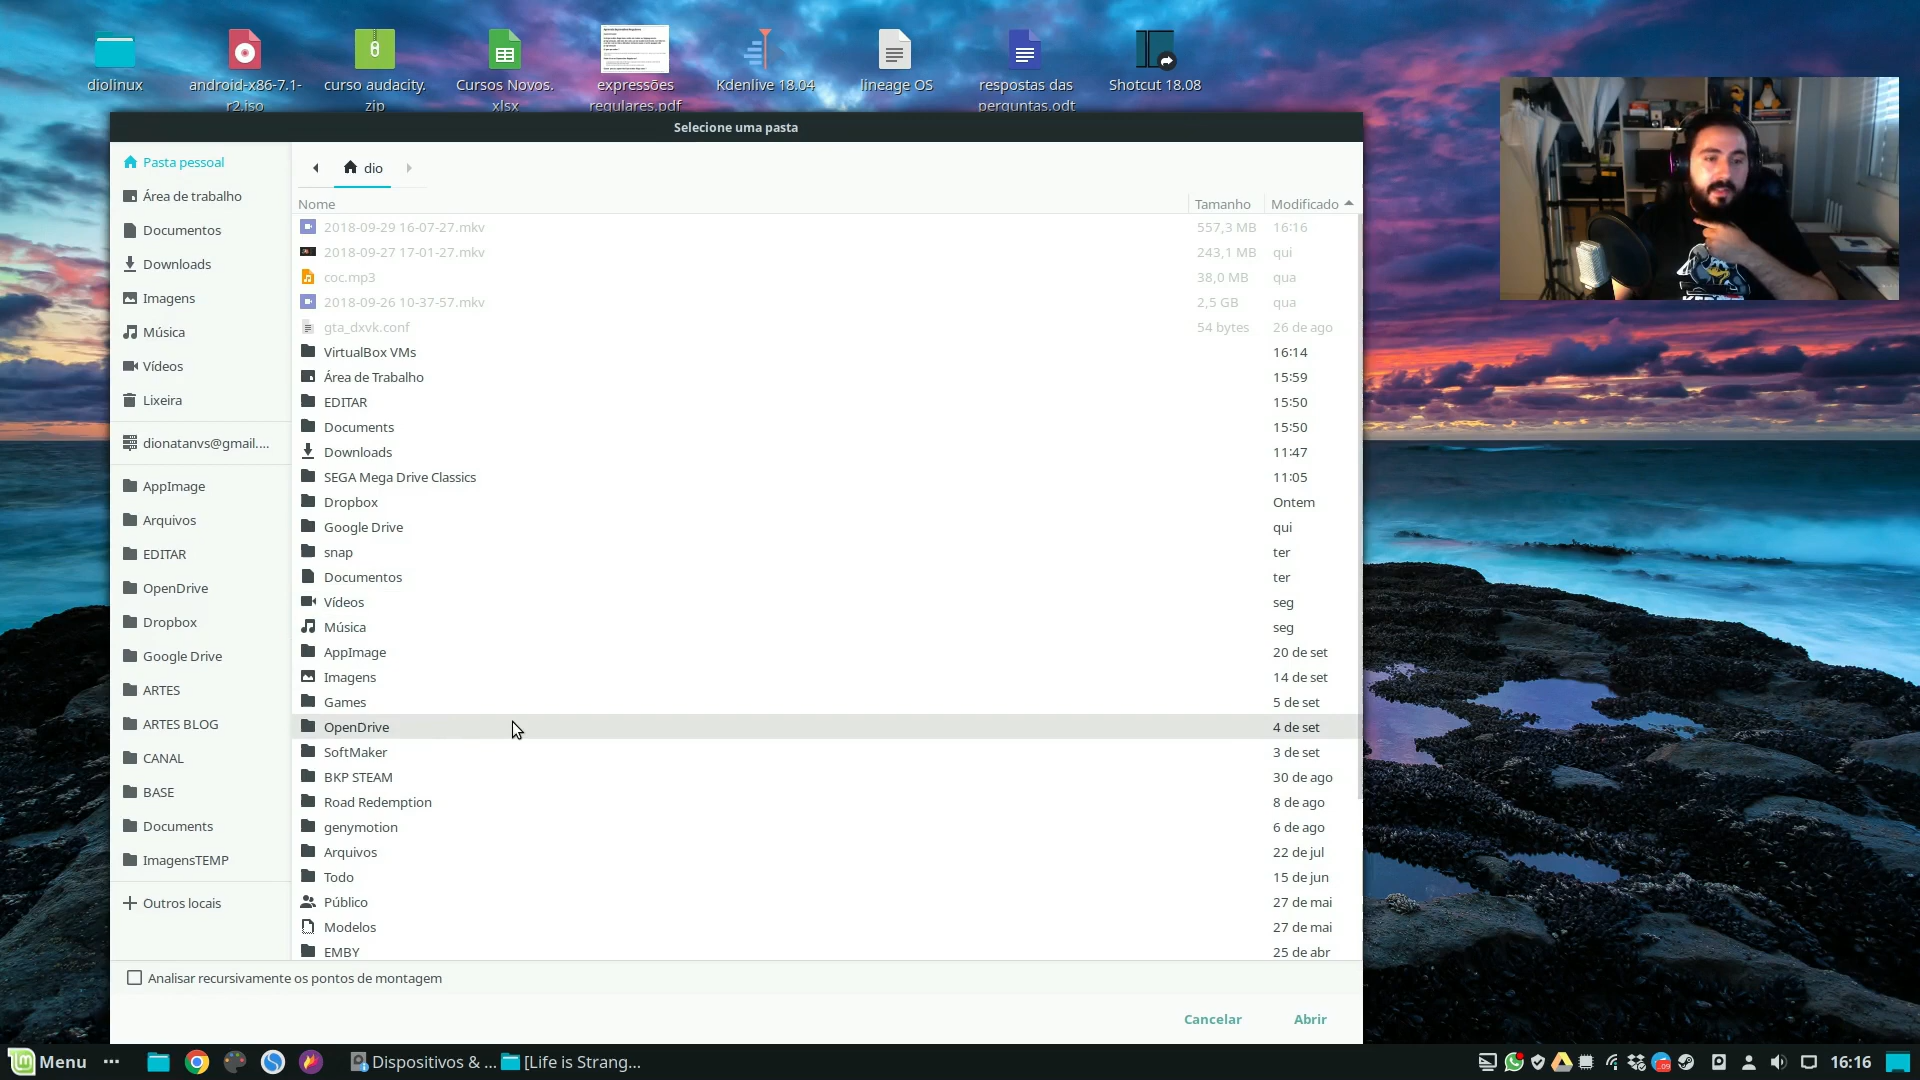 diolinux
android-x86-7.1-
r2.iso
curso audacity.
zip
Cursos Novos.
xlsx
expressões
regulares.pdf
Kdenlive 18.04
lineage OS
respostas das
perguntas.odt
Shotcut 18.08
Selecione uma pasta
Pasta pessoal
Área de trabalho
Documentos
Downloads
Imagens
Música
Vídeos
Lixeira
dionatanvs@gmail....
AppImage
Arquivos
EDITAR
OpenDrive
Dropbox
Google Drive
ARTES
ARTES BLOG
CANAL
BASE
Documents
ImagensTEMP
Outros locais
dio
Nome Tamanho Modificado
2018-09-29 16-07-27.mkv 557,3 MB 16:16
2018-09-27 17-01-27.mkv 243,1 MB qui
coc.mp3 38,0 MB qua
2018-09-26 10-37-57.mkv 2,5 GB qua
gta_dxvk.conf 54 bytes 26 de ago
VirtualBox VMs 16:14
Área de Trabalho 15:59
EDITAR 15:50
Documents 15:50
Downloads 11:47
SEGA Mega Drive Classics 11:05
Dropbox Ontem
Google Drive qui
snap ter
Documentos ter
Vídeos seg
Música seg
AppImage 20 de set
Imagens 14 de set
Games 5 de set
OpenDrive 4 de set
SoftMaker 3 de set
BKP STEAM 30 de ago
Road Redemption 8 de ago
genymotion 6 de ago
Arquivos 22 de jul
Todo 15 de jun
Público 27 de mai
Modelos 27 de mai
EMBY 25 de abr
Analisar recursivamente os pontos de montagem
Cancelar Abrir
Menu Dispositivos & ... [Life is Strang... 16:16